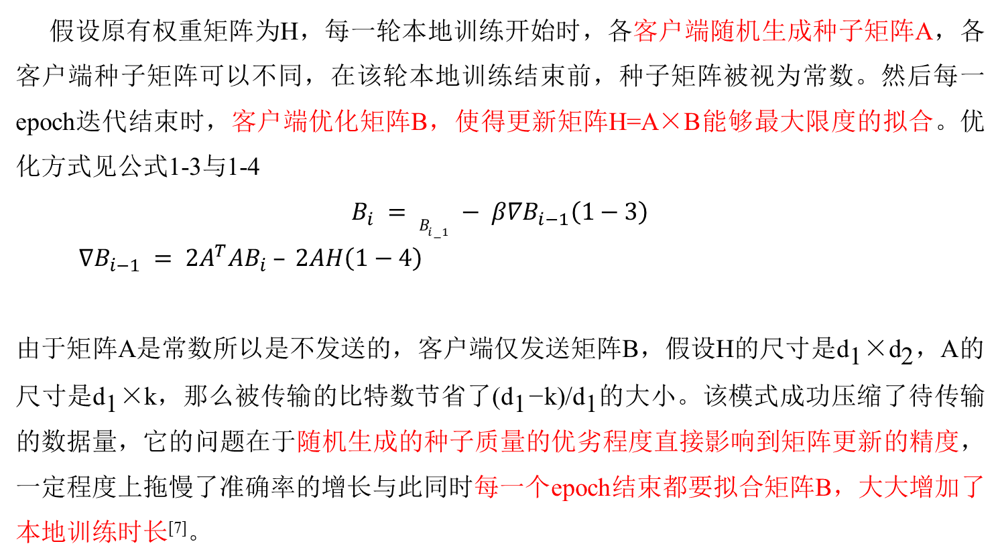 假设原有权重矩阵为H，每一轮本地训练开始时，各客户端随机生成种子矩阵A，各
客户端种子矩阵可以不同，在该轮本地训练结束前，种子矩阵被视为常数。然后每一
epoch迭代结束时，客户端优化矩阵B，使得更新矩阵H=A×B能够最大限度的拟合。优
化方式见公式1-3与1-4
B_i = B_{i_−1} − β∇B_{i−1}(1 − 3)
∇B_{i−1} = 2A^T AB_i – 2AH(1 − 4)
由于矩阵A是常数所以是不发送的，客户端仅发送矩阵B，假设H的尺寸是d_1×d_2，A的
尺寸是d_1×k，那么被传输的比特数节省了(d_1−k)/d_1的大小。该模式成功压缩了待传输
的数据量，它的问题在于随机生成的种子质量的优劣程度直接影响到矩阵更新的精度，
一定程度上拖慢了准确率的增长与此同时每一个epoch结束都要拟合矩阵B，大大增加了
本地训练时长[7]。